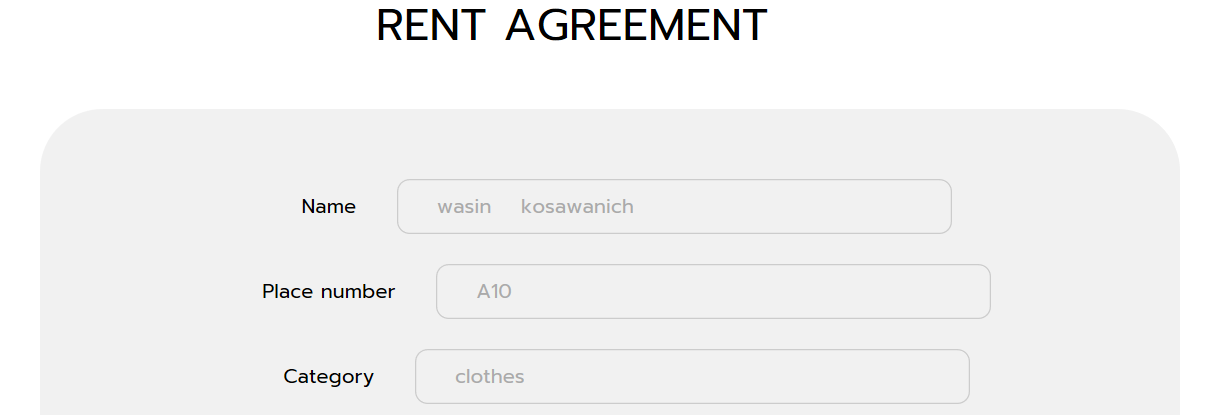 RENT AGREEMENT
Name wasin kosawanich
Place number A10
Category clothes